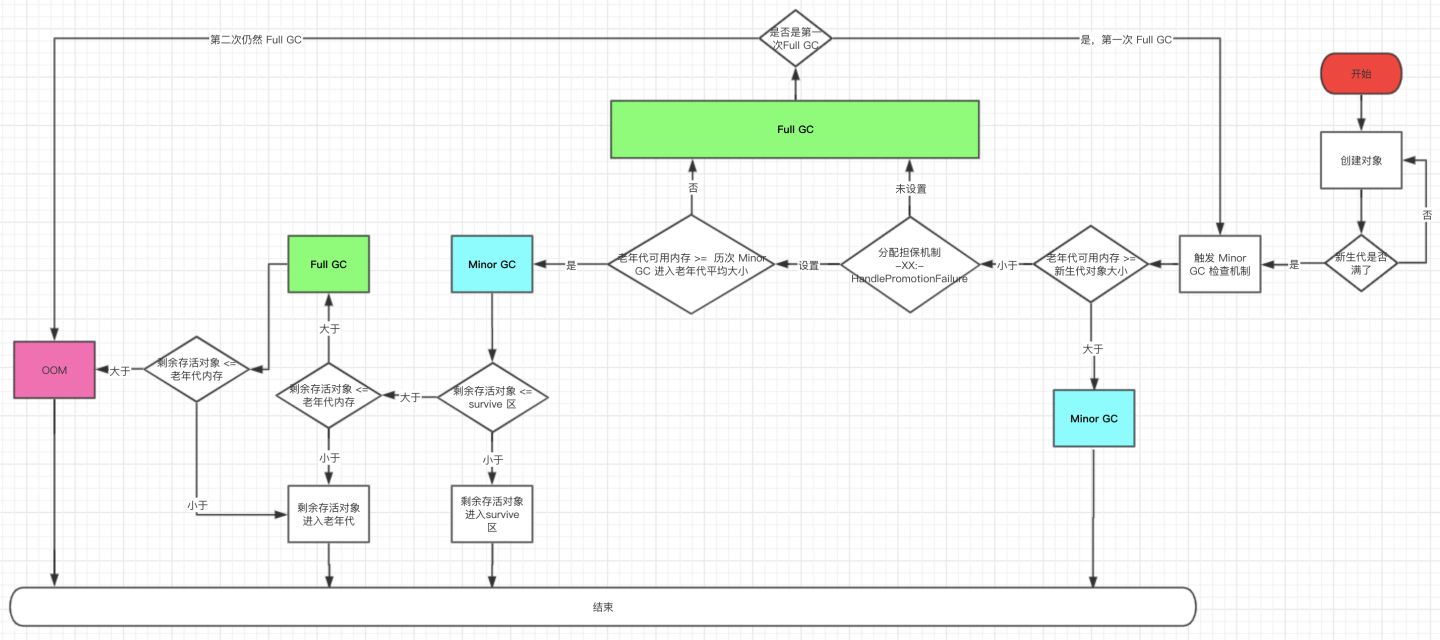 是否是第一
次Full GC
第二次仍然 Full GC
是，第一次 Full GC
开始
Full GC
创建对象
否
未设置
否
Full GC
Minor GC
是
老年代可用内存 >= 历次 Minor
GC 进入老年代平均大小
设置
分配担保机制
-XX:-
HandlePromotionFailure
小于
老年代可用内存 >=
新生代对象大小
触发 Minor
GC 检查机制
是
新生代是否
满了
大于
大于
OOM
大于
剩余存活对象 <=
老年代内存
剩余存活对象 <=
老年代内存
大于
剩余存活对象 <=
survive 区
Minor GC
小于
小于
小于
剩余存活对象
进入老年代
剩余存活对象
进入survive
区
结束